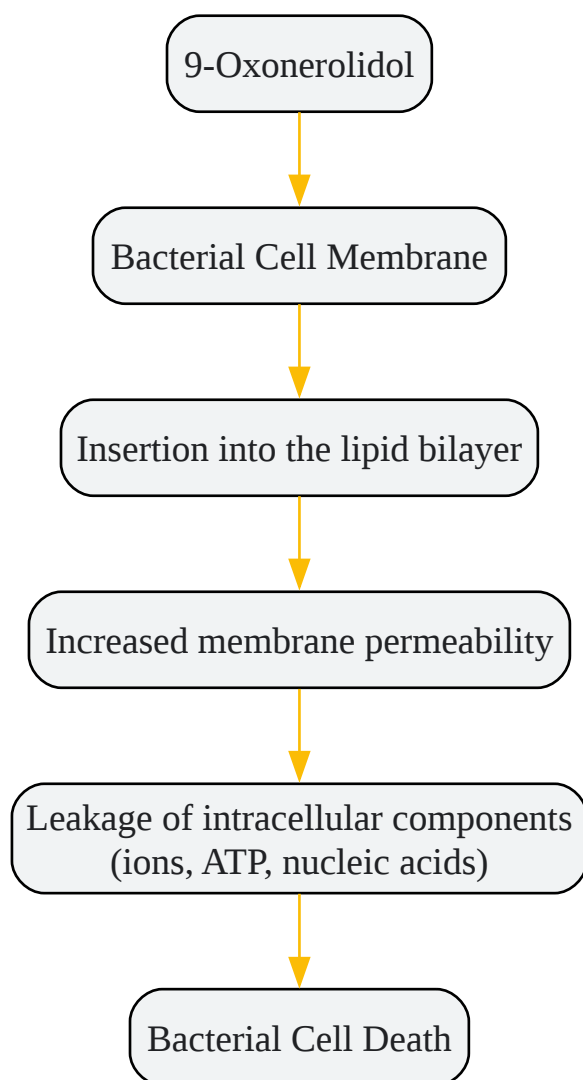 9-Oxonerolidol
Bacterial Cell Membrane
Insertion into the lipid bilayer
Increased membrane permeability
Leakage of intracellular components
(ions, ATP, nucleic acids)
Bacterial Cell Death